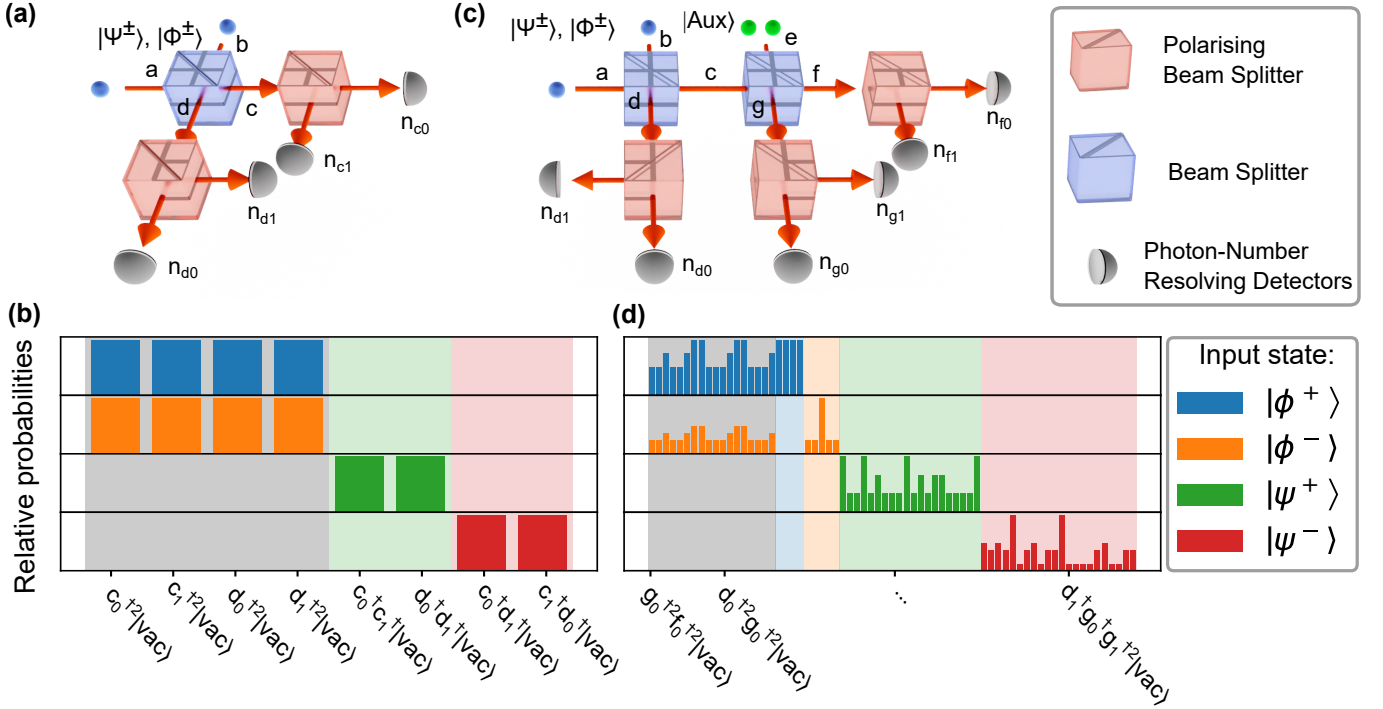 (a)
|Ψ±⟩, |Φ±⟩
b
a
d
c
n_c0
n_c1
n_d1
n_d0
(c)
|Ψ±⟩, |Φ±⟩
|Aux⟩
b
e
a
c
f
d
g
n_f0
n_f1
n_d1
n_g1
n_d0
n_g0
Polarising
Beam Splitter
Beam Splitter
Photon-Number
Resolving Detectors
(b)
Relative probabilities
c₀†²|vac⟩
c₁†²|vac⟩
d₀†²|vac⟩
d₁†²|vac⟩
c₀†c₁†|vac⟩
d₀†d₁†|vac⟩
c₀†d₁†|vac⟩
c₁†d₀†|vac⟩
(d)
g₀†²f₀†²|vac⟩
d₀†²g₀†²|vac⟩
...
d₁†g₀†g₁†²|vac⟩
Input state:
|ϕ⁺⟩
|ϕ⁻⟩
|ψ⁺⟩
|ψ⁻⟩